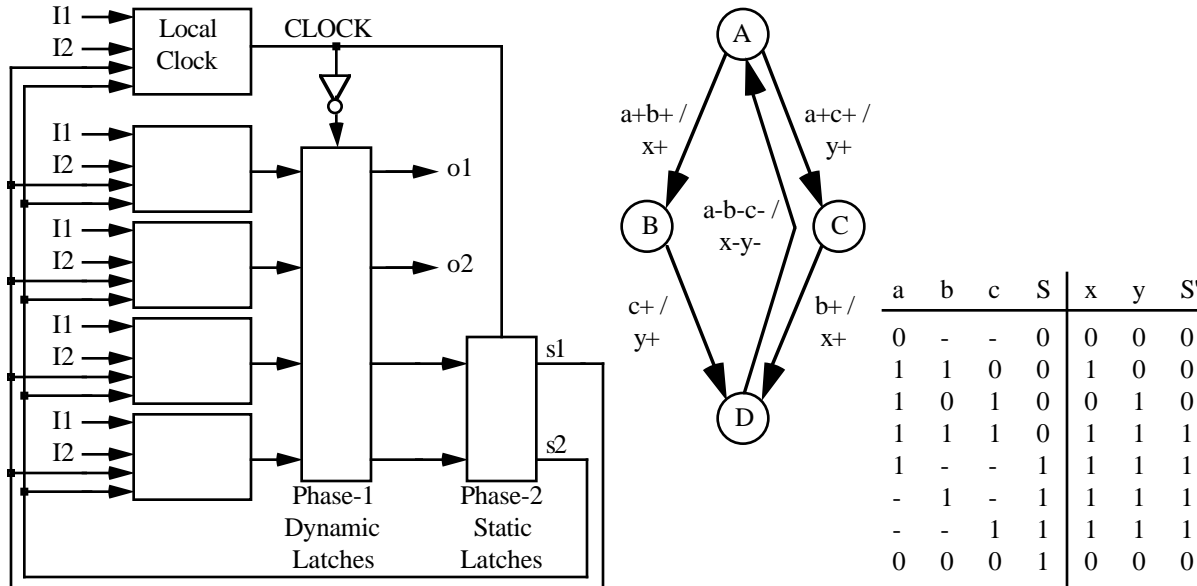 I1
I2
Local
Clock
CLOCK
I1
I2
o1
I1
I2
o2
I1
I2
s1
I1
I2
s2
Phase-1
Dynamic
Latches
Phase-2
Static
Latches
A
a+b+ /
x+
a+c+ /
y+
B
a-b-c- /
x-y-
C
c+ /
y+
b+ /
x+
D
a b c S x y S'
0 - - 0 0 0 0
1 1 0 0 1 0 0
1 0 1 0 0 1 0
1 1 1 0 1 1 1
1 - - 1 1 1 1
- 1 - 1 1 1 1
- - 1 1 1 1 1
0 0 0 1 0 0 0